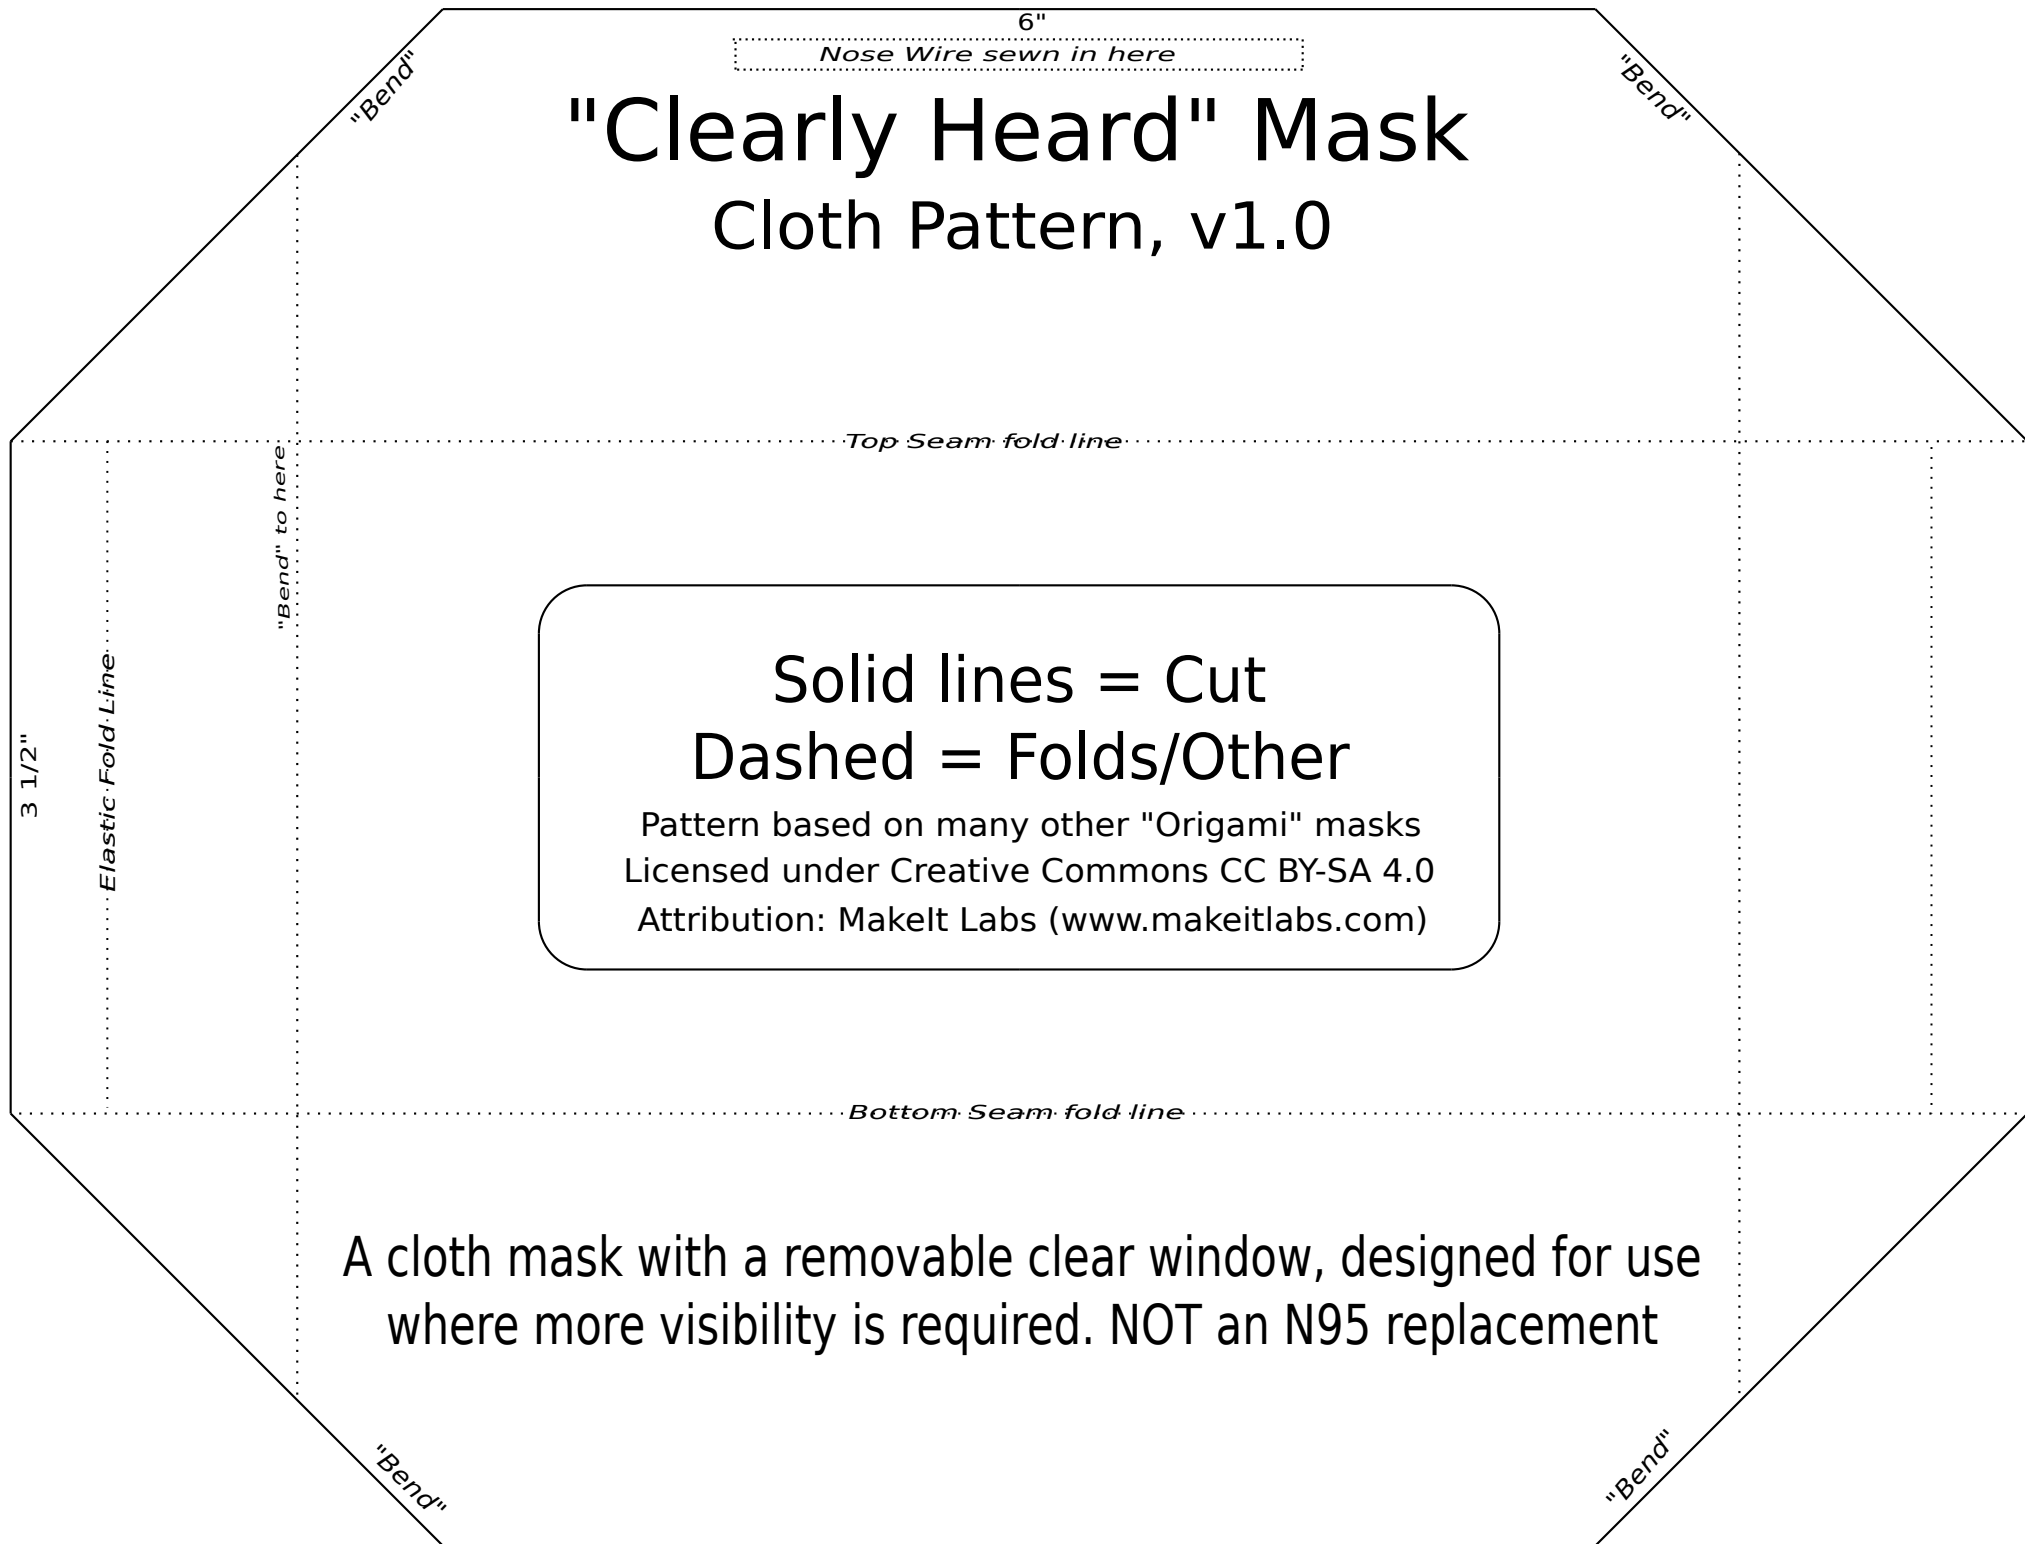 6"
Nose Wire sewn in here
"Bend"
"Bend"
"Clearly Heard" Mask
Cloth Pattern, v1.0
Top Seam fold line
"Bend" to here
Elastic Fold Line
3 1/2"
Solid lines = Cut
Dashed = Folds/Other
Pattern based on many other "Origami" masks
Licensed under Creative Commons CC BY-SA 4.0
Attribution: MakeIt Labs (www.makeitlabs.com)
Bottom Seam fold line
A cloth mask with a removable clear window, designed for use
where more visibility is required. NOT an N95 replacement
"Bend"
"Bend"